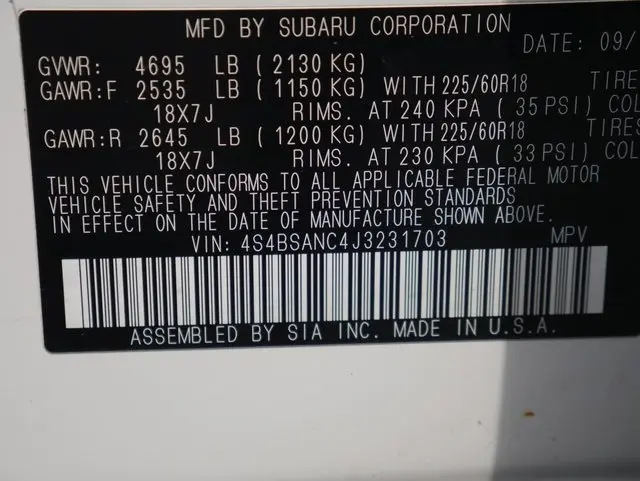 MFD BY SUBARU CORPORATION
DATE: 09/
GVWR: 4695 LB ( 2130 KG)
GAWR:F 2535 LB ( 1150 KG) WITH 225/60R18 TIRE
18X7J RIMS. AT 240 KPA ( 35 PSI) COL
GAWR:R 2645 LB ( 1200 KG) WITH 225/60R18 TIRES
18X7J RIMS. AT 230 KPA ( 33 PSI) COL
THIS VEHICLE CONFORMS TO ALL APPLICABLE FEDERAL MOTOR
VEHICLE SAFETY AND THEFT PREVENTION STANDARDS
IN EFFECT ON THE DATE OF MANUFACTURE SHOWN ABOVE.
VIN: 4S4BSANC4J3231703 MPV
ASSEMBLED BY SIA INC. MADE IN U.S.A.